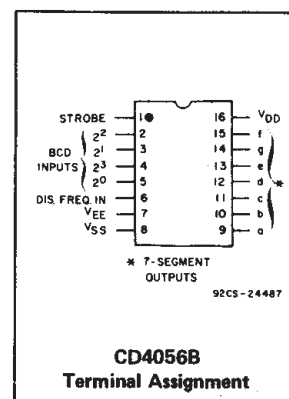 STROBE 1 16 VDD
2² 2 15 f
BCD 2¹ 3 14 g
INPUTS 2³ 4 13 e
2⁰ 5 12 d *
DIS. FREQ. IN 6 11 c
VEE 7 10 b
VSS 8 9 a
* 7-SEGMENT
OUTPUTS
92CS-24487
CD4056B
Terminal Assignment